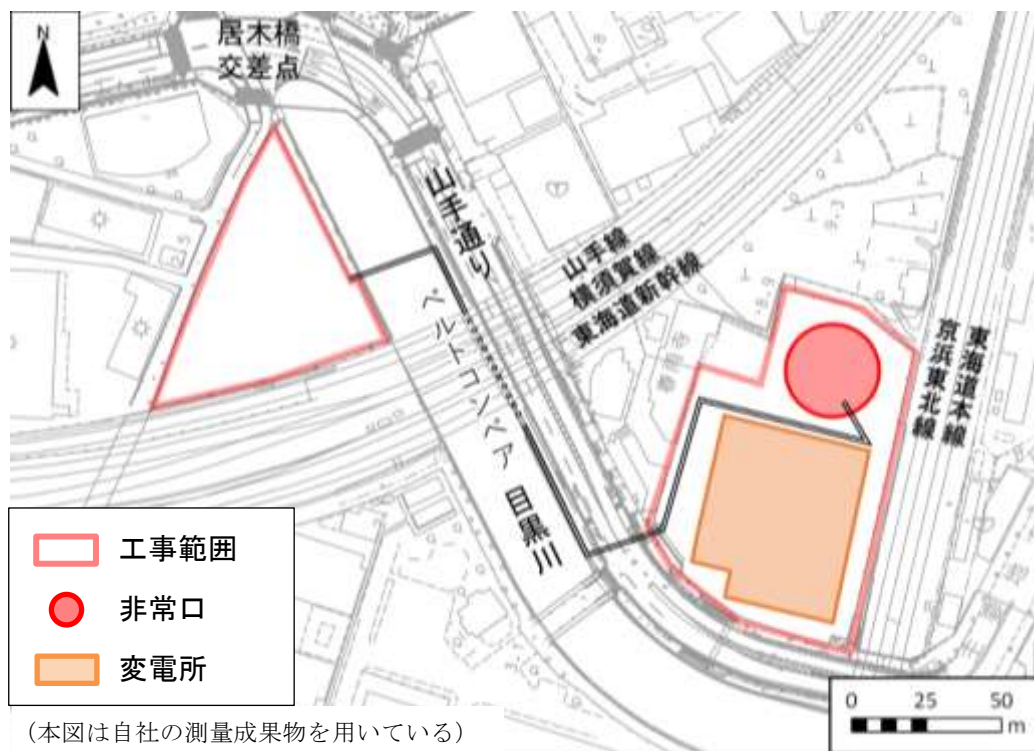 N
居木橋
交差点
山手通り
山手線
横須賀線
東海道新幹線
東海道本線
京浜東北線
ベルトコンベア
目黒川
工事範囲
非常口
変電所
(本図は自社の測量成果物を用いている)
0 25 50
m